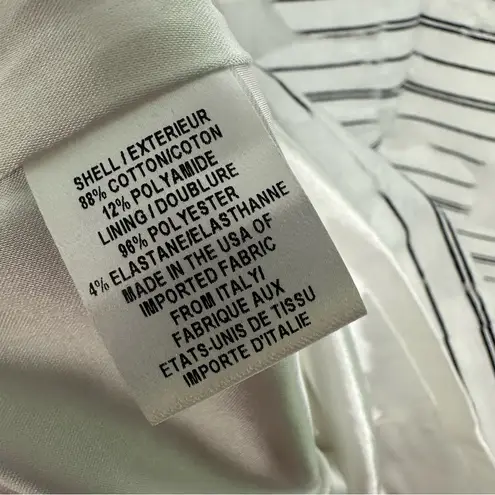 SHELL/EXTERIEUR
88% COTTON/COTON
12% POLYAMIDE
LINING/DOUBLURE
96% POLYESTER
4% ELASTANE/ELASTHANNE
MADE IN THE USA OF
IMPORTED FABRIC
FROM ITALY/
FABRIQUE AUX
ETATS-UNIS DE TISSU
IMPORTE D'ITALIE